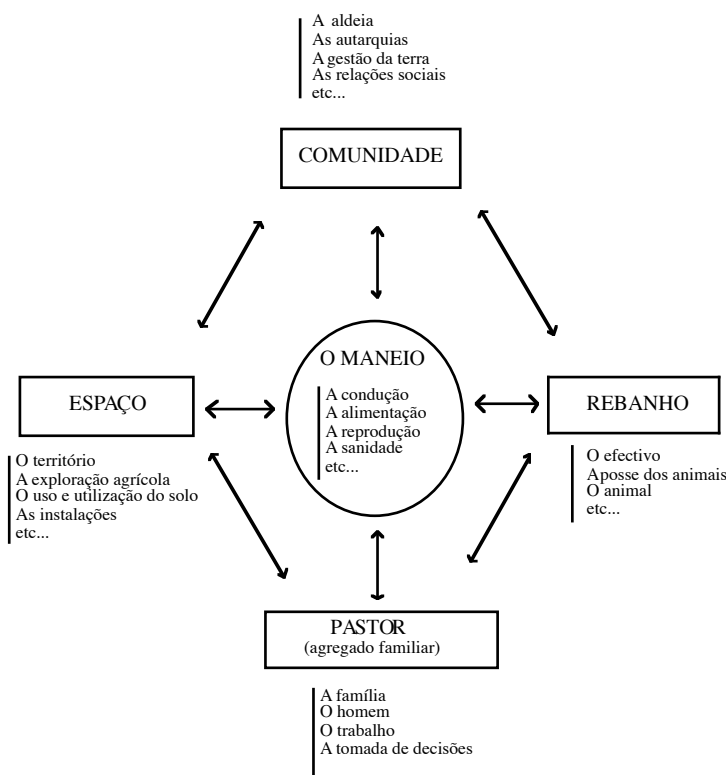 A aldeia
As autarquias
A gestão da terra
As relações sociais
etc...
COMUNIDADE
O MANEIO
A condução
A alimentação
A reprodução
A sanidade
etc...
ESPAÇO
O território
A exploração agrícola
O uso e utilização do solo
As instalações
etc...
REBANHO
O efectivo
Aposse dos animais
O animal
etc...
PASTOR
(agregado familiar)
A família
O homem
O trabalho
A tomada de decisões